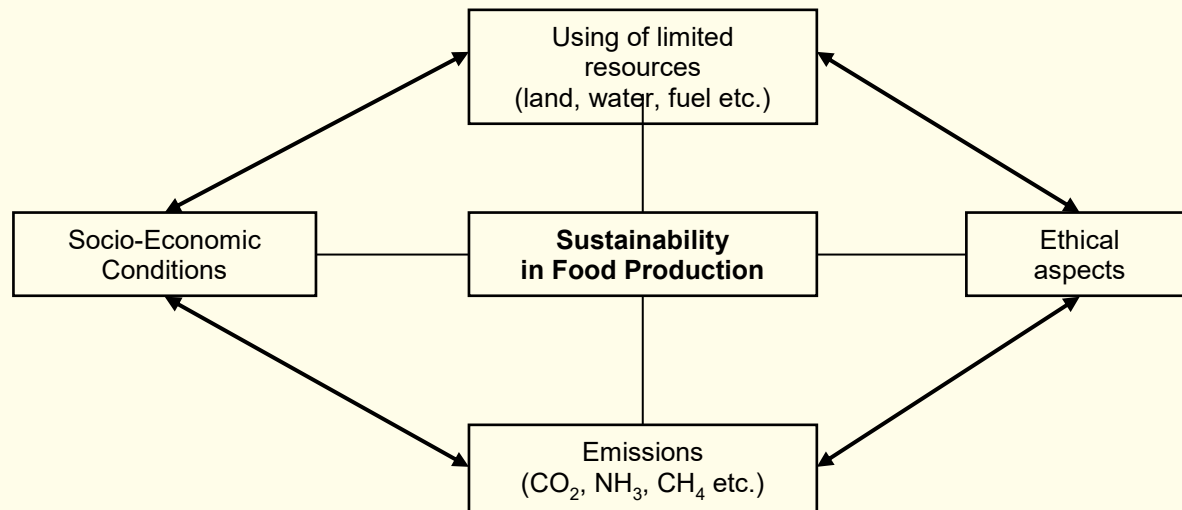 Using of limited
resources
(land, water, fuel etc.)
Socio-Economic
Conditions
Sustainability
in Food Production
Ethical
aspects
Emissions
(CO₂, NH₃, CH₄ etc.)